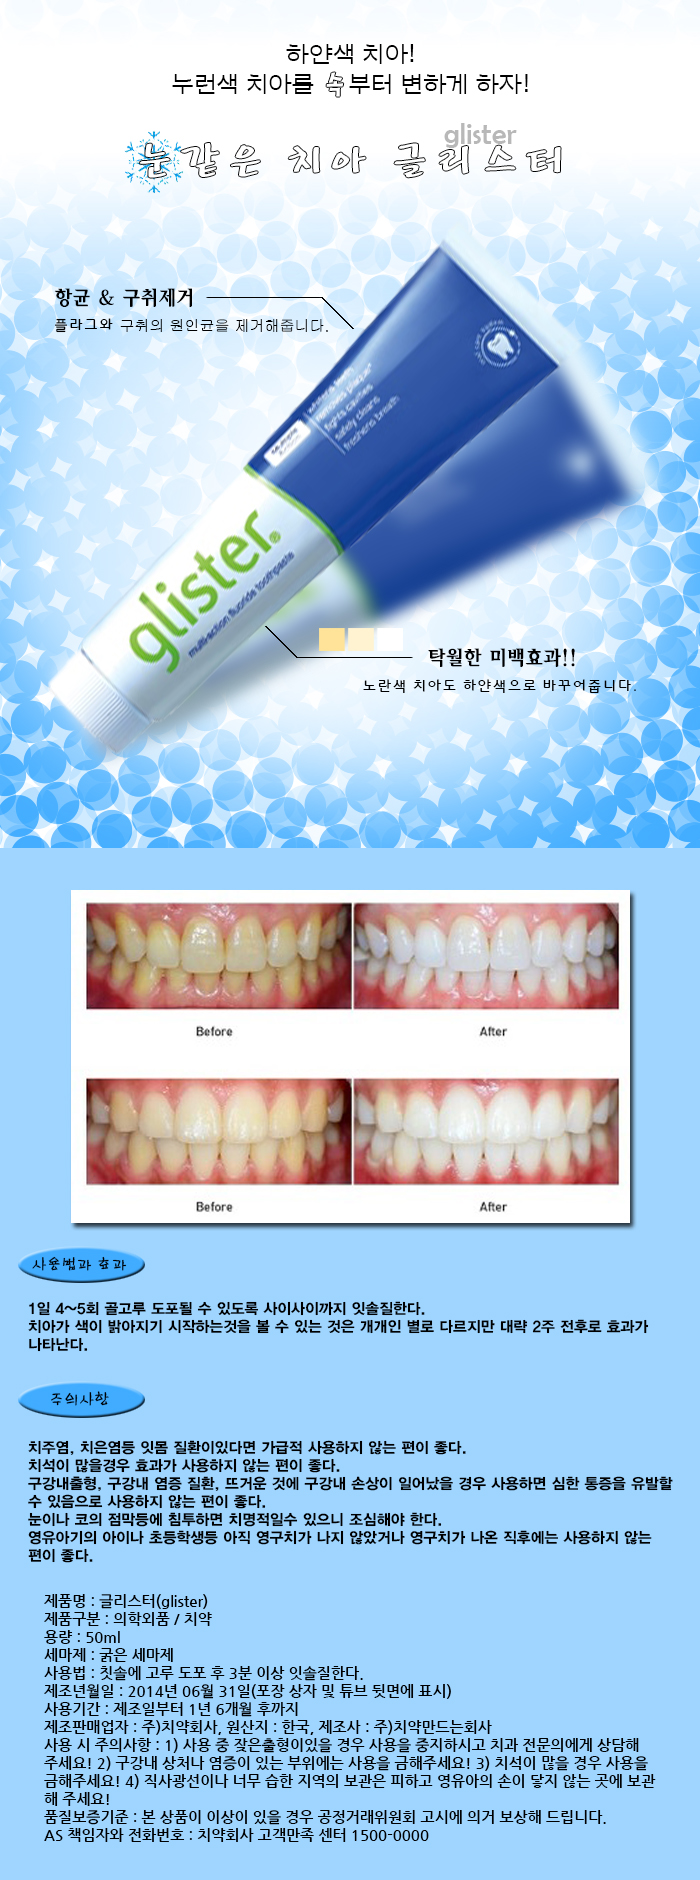 하얀색 치아!
누런색 치아를 속부터 변하게 하자!
glister
눈같은 치아 글리스터
항균 & 구취제거
플라그와 구취의 원인균을 제거해줍니다.
whitens teeth
removes plaque
fights cavities
safely cleans
freshens breath
glister®
multi-action fluoride toothpaste
탁월한 미백효과!!
노란색 치아도 하얀색으로 바꾸어줍니다.
Before After
Before After
사용법과 효과
1일 4~5회 골고루 도포될 수 있도록 사이사이까지 잇솔질한다.
치아가 색이 밝아지기 시작하는것을 볼 수 있는 것은 개개인 별로 다르지만 대략 2주 전후로 효과가
나타난다.
주의사항
치주염, 치은염등 잇몸 질환이있다면 가급적 사용하지 않는 편이 좋다.
치석이 많을경우 효과가 사용하지 않는 편이 좋다.
구강내출형, 구강내 염증 질환, 뜨거운 것에 구강내 손상이 일어났을 경우 사용하면 심한 통증을 유발할
수 있음으로 사용하지 않는 편이 좋다.
눈이나 코의 점막등에 침투하면 치명적일수 있으니 조심해야 한다.
영유아기의 아이나 초등학생등 아직 영구치가 나지 않았거나 영구치가 나온 직후에는 사용하지 않는
편이 좋다.
제품명 : 글리스터(glister)
제품구분 : 의학외품 / 치약
용량 : 50ml
세마제 : 굵은 세마제
사용법 : 칫솔에 고루 도포 후 3분 이상 잇솔질한다.
제조년월일 : 2014년 06월 31일(포장 상자 및 튜브 뒷면에 표시)
사용기간 : 제조일부터 1년 6개월 후까지
제조판매업자 : 주)치약회사, 원산지 : 한국, 제조사 : 주)치약만드는회사
사용 시 주의사항 : 1) 사용 중 잦은출형이있을 경우 사용을 중지하시고 치과 전문의에게 상담해
주세요! 2) 구강내 상처나 염증이 있는 부위에는 사용을 금해주세요! 3) 치석이 많을 경우 사용을
금해주세요! 4) 직사광선이나 너무 습한 지역의 보관은 피하고 영유아의 손이 닿지 않는 곳에 보관
해 주세요!
품질보증기준 : 본 상품이 이상이 있을 경우 공정거래위원회 고시에 의거 보상해 드립니다.
AS 책임자와 전화번호 : 치약회사 고객만족 센터 1500-0000